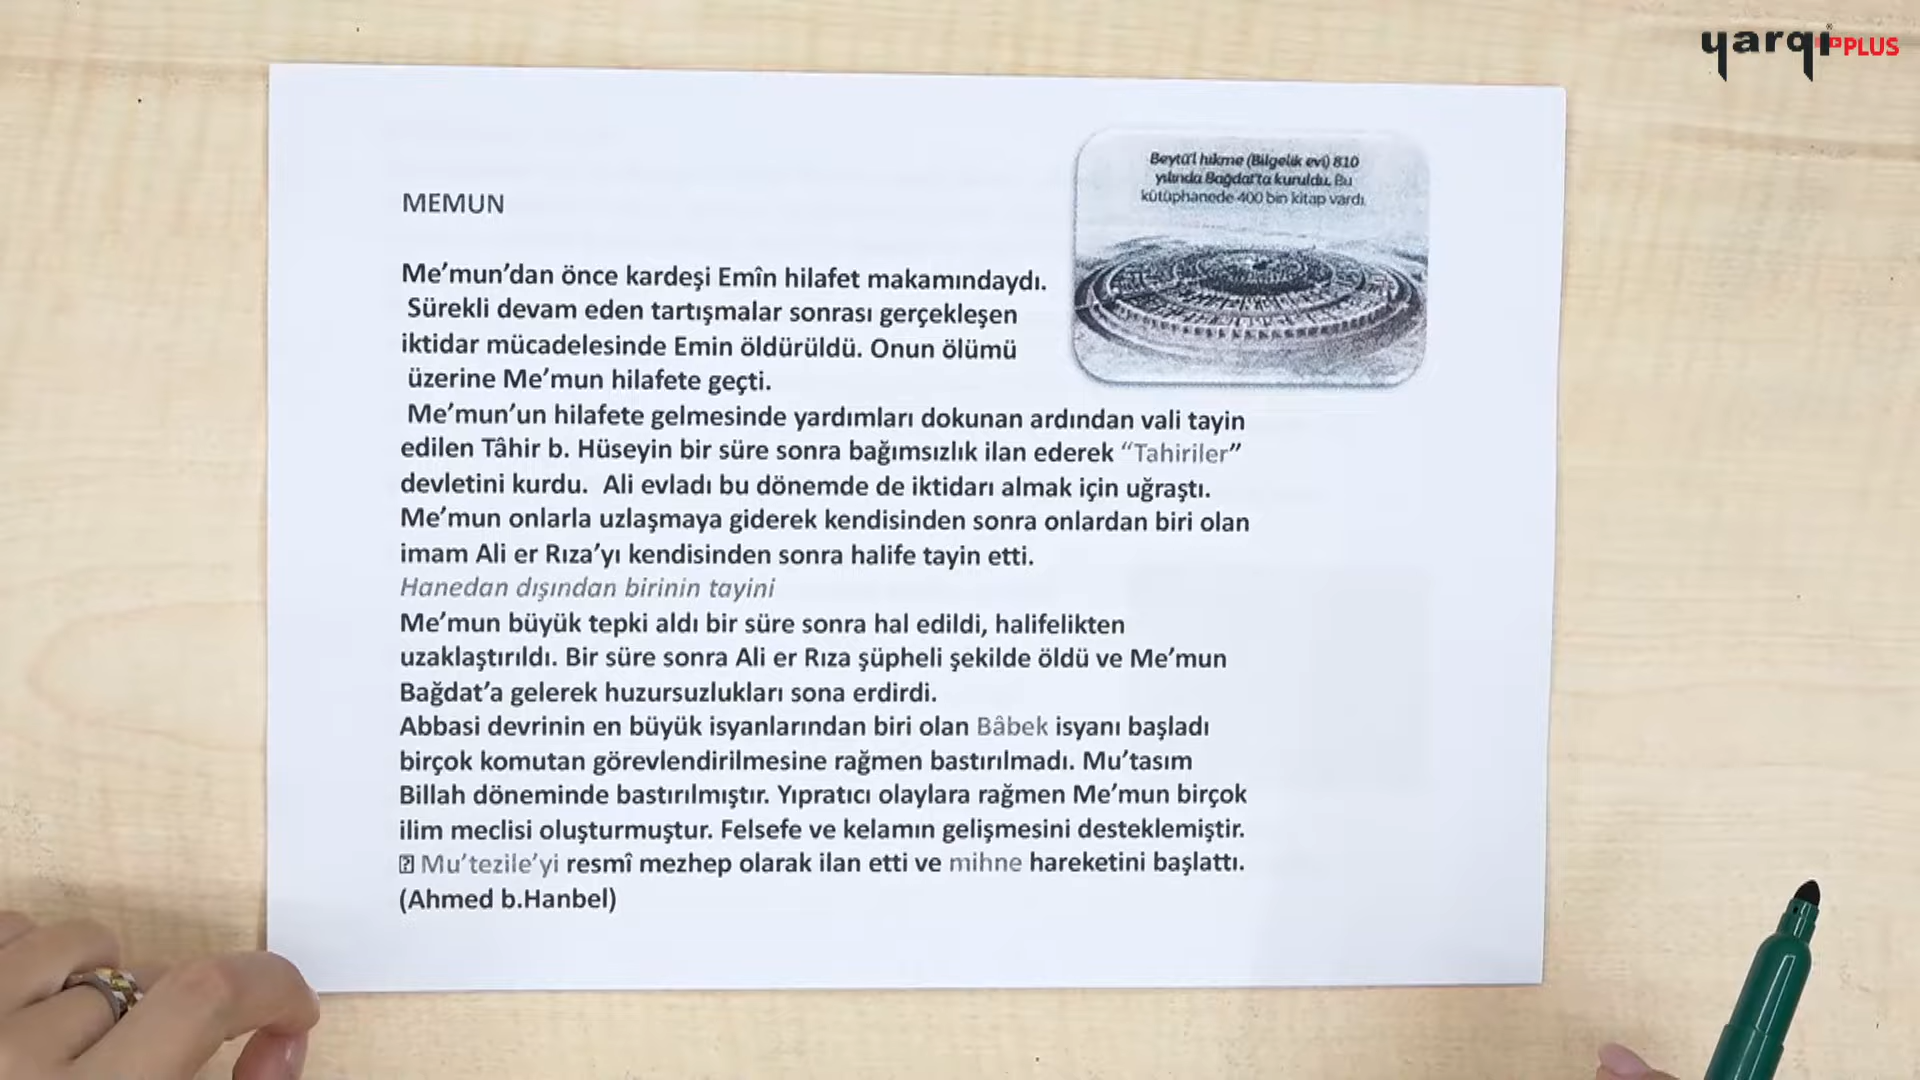 yarqı PLUS
Beytü'l hikme (Bilgelik evi) 810
yılında Bağdat'ta kuruldu. Bu
kütüphanede 400 bin kitap vardı.
MEMUN
Me’mun’dan önce kardeşi Emîn hilafet makamındaydı.
Sürekli devam eden tartışmalar sonrası gerçekleşen
iktidar mücadelesinde Emin öldürüldü. Onun ölümü
üzerine Me’mun hilafete geçti.
Me’mun’un hilafete gelmesinde yardımları dokunan ardından vali tayin
edilen Tâhir b. Hüseyin bir süre sonra bağımsızlık ilan ederek “Tahiriler”
devletini kurdu. Ali evladı bu dönemde de iktidarı almak için uğraştı.
Me’mun onlarla uzlaşmaya giderek kendisinden sonra onlardan biri olan
imam Ali er Rıza’yı kendisinden sonra halife tayin etti.
Hanedan dışından birinin tayini
Me’mun büyük tepki aldı bir süre sonra hal edildi, halifelikten
uzaklaştırıldı. Bir süre sonra Ali er Rıza şüpheli şekilde öldü ve Me’mun
Bağdat’a gelerek huzursuzlukları sona erdirdi.
Abbasi devrinin en büyük isyanlarından biri olan Bâbek isyanı başladı
birçok komutan görevlendirilmesine rağmen bastırılmadı. Mu’tasım
Billah döneminde bastırılmıştır. Yıpratıcı olaylara rağmen Me’mun birçok
ilim meclisi oluşturmuştur. Felsefe ve kelamın gelişmesini desteklemiştir.
Mu’tezile’yi resmî mezhep olarak ilan etti ve mihne hareketini başlattı.
(Ahmed b.Hanbel)